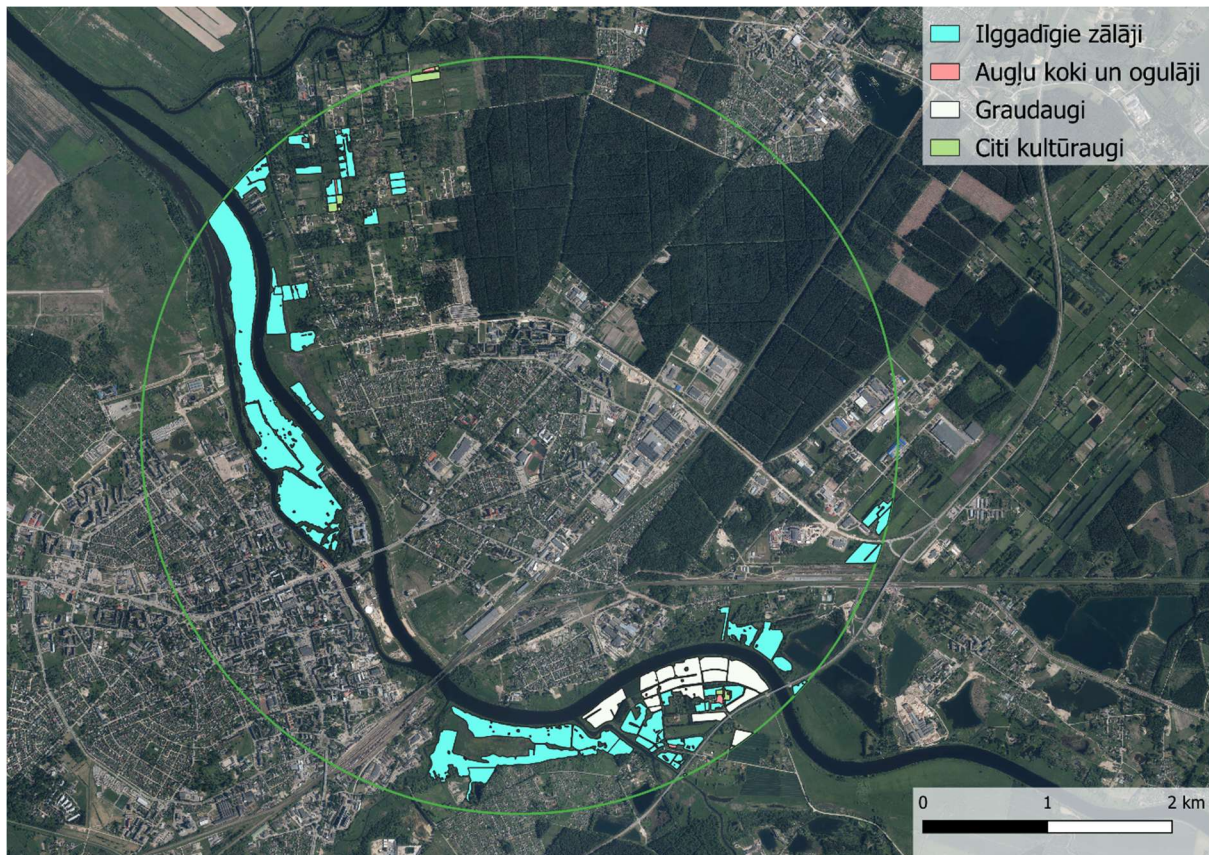 Ilggadīgie zālāji
Augļu koki un ogulāji
Graudaugi
Citi kultūraugi
0 1 2 km